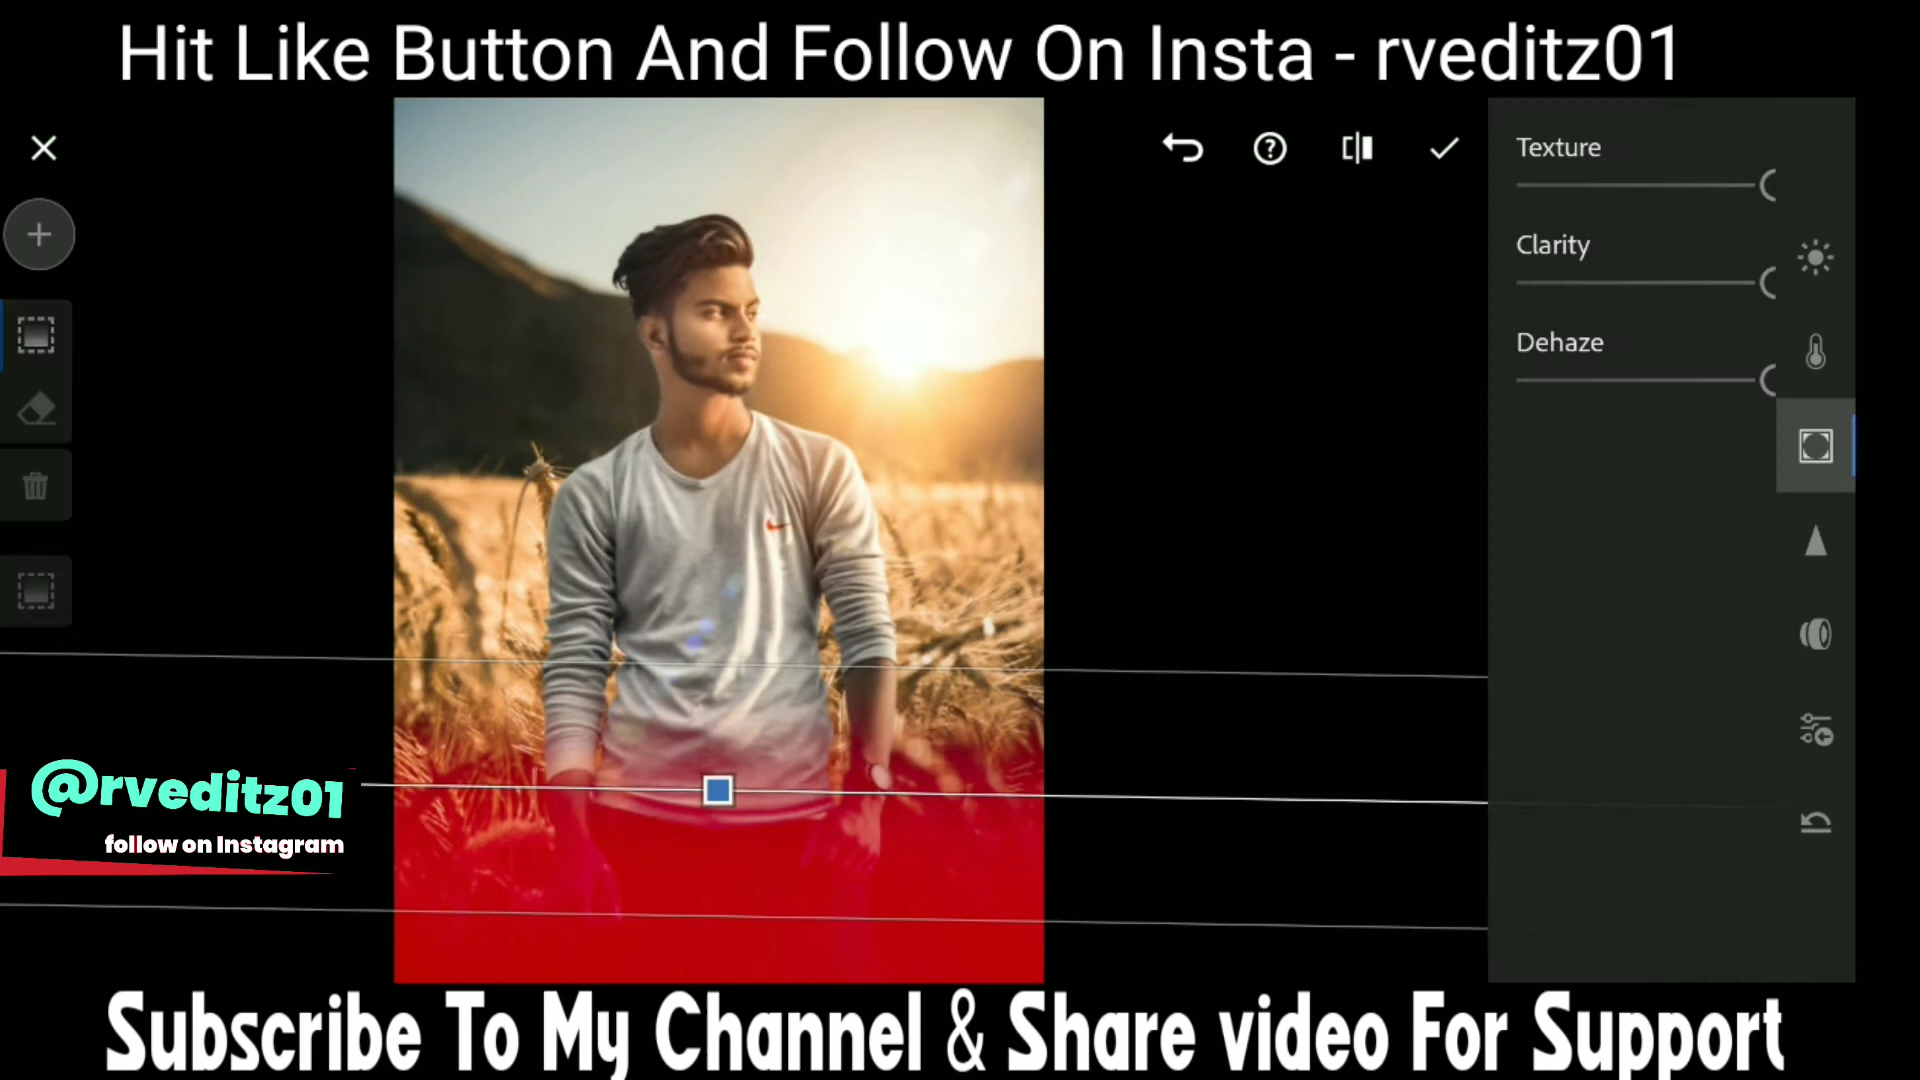 Hit Like Button And Follow On Insta - rveditz01
Texture
Clarity
Dehaze
@rveditz01
follow on Instagram
Subscribe To My Channel & Share video For Support